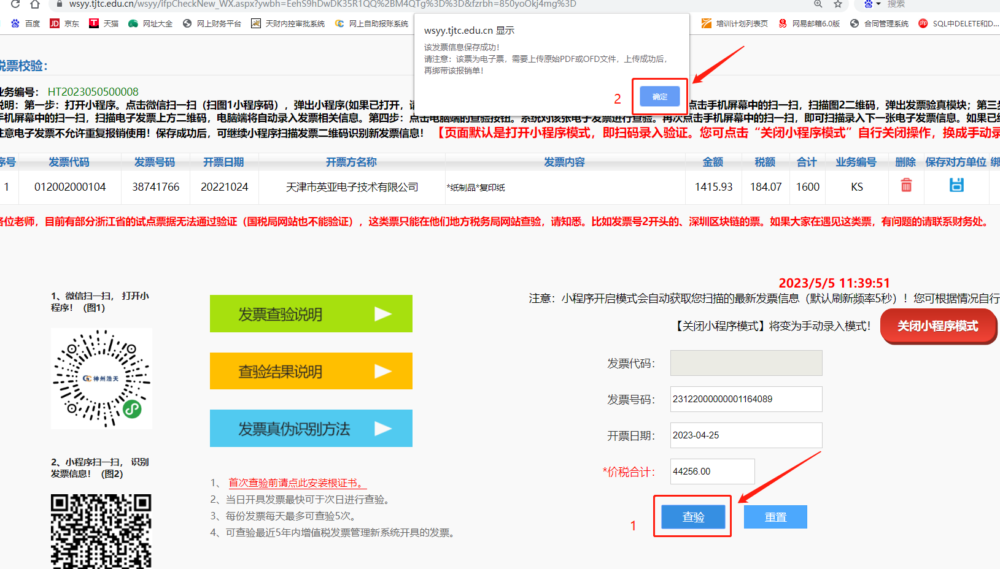 wsyy.tjtc.edu.cn/wsyy/ifpCheckNew_WX.aspx?ywbh=EehS9hDwDK35R1QQ%2BM4QTg%3D%3D&fzrbh=850yoOkj4mg%3D
搜索
百度 京东 天猫 网址大全 网上财务平台 天财内控审批系统 网上自助报账系统 培训计划列表页 网易邮箱6.0版 合同管理系统 SQL中DELETE和D...
wsyy.tjtc.edu.cn 显示
该发票信息保存成功！
请注意：该票为电子票，需要上传原始PDF或OFD文件，上传成功后，
再绑带该报销单！
2
确定
税票校验：
业务编号： HT2023050500008
说明：第一步：打开小程序。点击微信扫一扫（扫图1小程序码），弹出小程序(如果已打开，请 点击手机屏幕中的扫一扫，扫描图2二维码，弹出发票验真模块；第三步
手机屏幕中的扫一扫，扫描电子发票上方二维码，电脑端将自动录入发票相关信息。第四步：点击电脑端的查验按钮。系统对该张电子发票进行查验。再次点击手机屏幕中的扫一扫，即可扫描录入下一张电子发票信息。如果已经
注意电子发票不允许重复报销使用！保存成功后，可继续小程序扫描发票二维码识别新发票信息！ 【页面默认是打开小程序模式，即扫码录入验证。您可点击“关闭小程序模式”自行关闭操作，换成手动录
序号 发票代码 发票号码 开票日期 开票方名称 发票内容 金额 税额 合计 业务编号 删除 保存对方单位 绑
1 012002000104 38741766 20221024 天津市英亚电子技术有限公司 *纸制品*复印纸 1415.93 184.07 1600 KS
各位老师，目前有部分浙江省的试点票据无法通过验证（国税局网站也不能验证），这类票只能在他们地方税务局网站查验，请知悉。比如发票号2开头的、深圳区块链的票。如果大家在遇见这类票，有问题的请联系财务处。
2023/5/5 11:39:51
注意：小程序开启模式会自动获取您扫描的最新发票信息（默认刷新频率5秒）！您可根据情况自行
【关闭小程序模式】将变为手动录入模式！
关闭小程序模式
1、微信扫一扫， 打开小
程序！（图1）
神州浩天
2、小程序扫一扫， 识别
发票信息！（图2）
发票查验说明
查验结果说明
发票真伪识别方法
1、 首次查验前请点此安装根证书。
2、当日开具发票最快可于次日进行查验。
3、每份发票每天最多可查验5次。
4、可查验最近5年内增值税发票管理新系统开具的发票。
发票代码：
发票号码： 23122000000001164089
开票日期： 2023-04-25
*价税合计： 44256.00
1
查验
重置